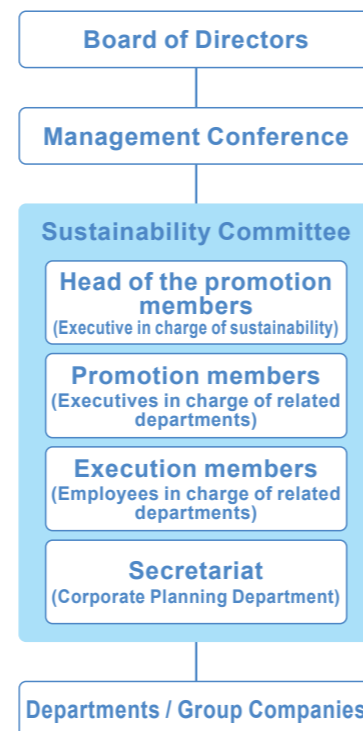 Board of Directors
Management Conference
Sustainability Committee
Head of the promotion
members
(Executive in charge of sustainability)
Promotion members
(Executives in charge of related
departments)
Execution members
(Employees in charge of related
departments)
Secretariat
(Corporate Planning Department)
Departments / Group Companies